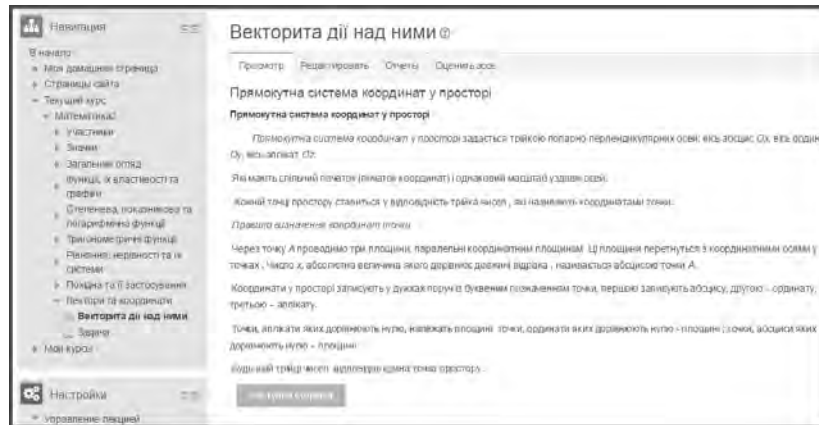 Навигация
В начало
Моя домашняя страница
Страницы сайта
Текущий курс
Математика
Участники
Значки
Загальний огляд
Функції, їх властивості та
графіки
Степенева, показникова та
логарифмічна функції
Тригонометричні функції
Рівняння, нерівності та їх
системи
Похідна та її застосування
Вектори та координати
Векторита дії над ними
Задачі
Мои курсы
Настройки
Управление лекцией
Векторита дії над ними
Просмотр Редактировать Отчеты Оценить эссе
Прямокутна система координат у просторі
Прямокутна система координат у просторі
Прямокутна система координат у просторі задається трійкою попарно перпендикулярних осей: вісь абсцис Ox, вісь ордин
Oy, вісь аплікат Oz.
Які мають спільний початок (початок координат) і однаковий масштаб уздовж осей.
Кожній точці простору ставиться у відповідність трійка чисел , які називають координатами точки.
Правило визначення координат точки
Через точку A проводимо три площини, паралельні координатним площинам. Ці площини перетнуться з координатними осями у
точках . Число x, абсолютна величина якого дорівнює довжині відрізка , називається абсцисою точки A.
Координати у просторі записують у дужках поруч із буквеним позначенням точки, першою записують абсцису, другою – ординату,
третьою – аплікату.
Точки, аплікати яких дорівнюють нулю, належать площині точки, ординати яких дорівнюють нулю - площині ; точки, абсциси яких
дорівнюють нулю – площині
Будь-якій трійці чисел відповідає єдина точка простору.